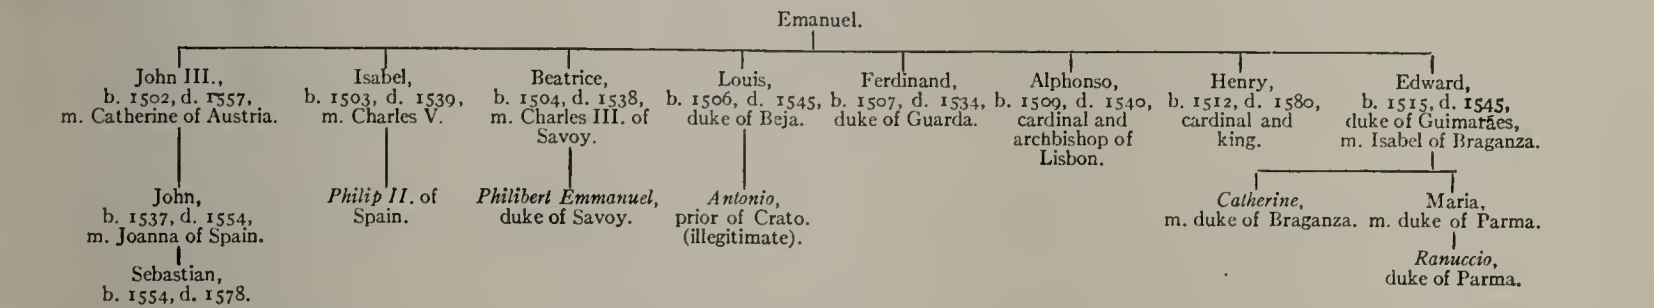 Emanuel.
John III.,
b. 1502, d. 1557,
m. Catherine of Austria.
Isabel,
b. 1503, d. 1539,
m. Charles V.
Beatrice,
b. 1504, d. 1538,
m. Charles III. of
Savoy.
Louis,
b. 1506, d. 1545,
duke of Beja.
Ferdinand,
b. 1507, d. 1534,
duke of Guarda.
Alphonso,
b. 1509, d. 1540,
cardinal and
archbishop of
Lisbon.
Henry,
b. 1512, d. 1580,
cardinal and
king.
Edward,
b. 1515, d. 1545,
duke of Guimarães,
m. Isabel of Braganza.
John,
b. 1537, d. 1554,
m. Joanna of Spain.
Philip II. of
Spain.
Philibert Emmanuel,
duke of Savoy.
Antonio,
prior of Crato.
(illegitimate).
Catherine,
m. duke of Braganza.
Maria,
m. duke of Parma.
Sebastian,
b. 1554, d. 1578.
Ranuccio,
duke of Parma.